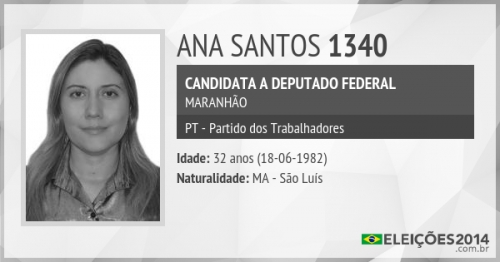 ANA SANTOS 1340
CANDIDATA A DEPUTADO FEDERAL
MARANHÃO
PT - Partido dos Trabalhadores
Idade: 32 anos (18-06-1982)
Naturalidade: MA - São Luís
ELEIÇÕES2014
.com.br